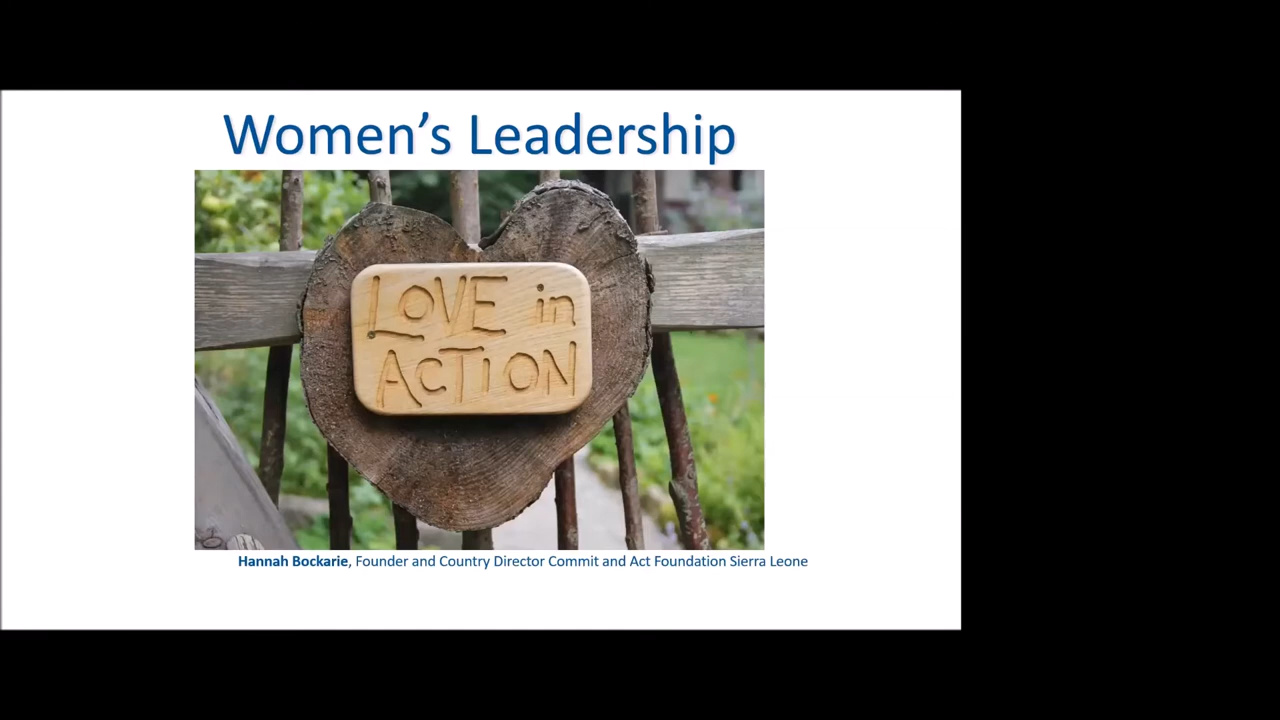 Women’s Leadership
LOVE in
ACTION
Hannah Bockarie, Founder and Country Director Commit and Act Foundation Sierra Leone